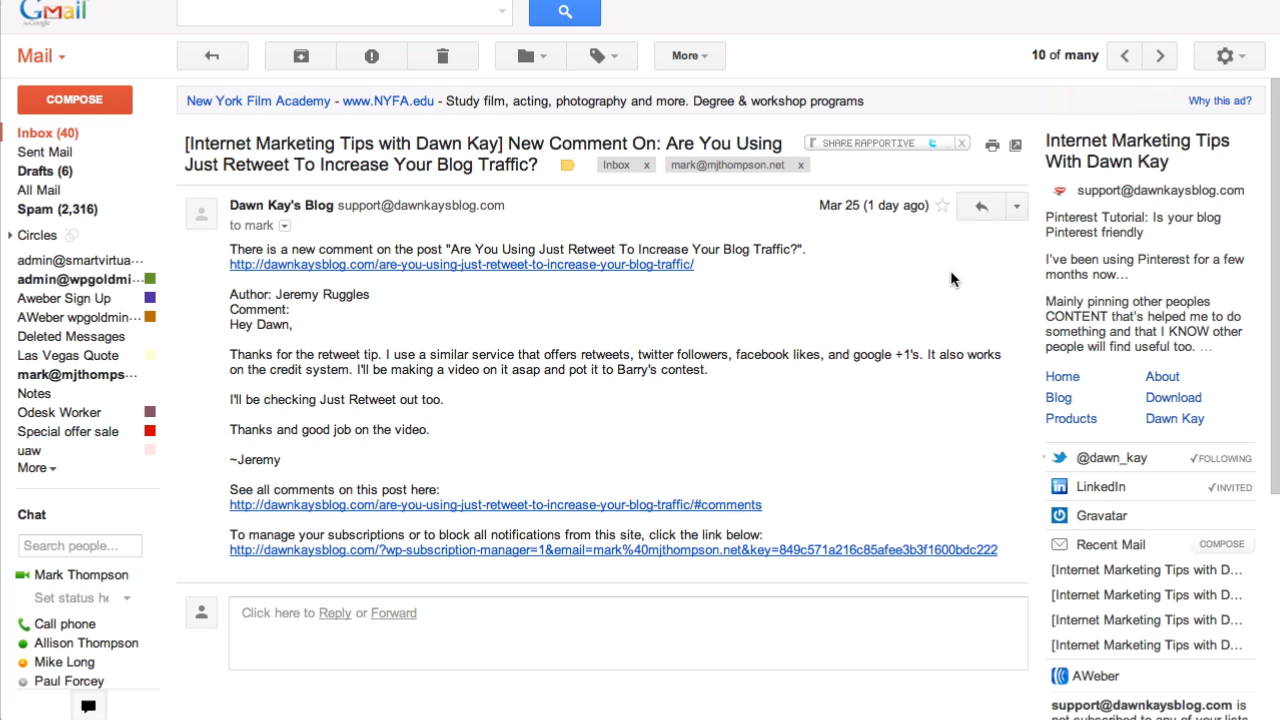 Gmail
by Google
Mail
More
10 of many
COMPOSE
New York Film Academy - www.NYFA.edu - Study film, acting, photography and more. Degree & workshop programs
Why this ad?
Inbox (40)
Sent Mail
Drafts (6)
All Mail
Spam (2,316)
Circles
admin@smartvirtua...
admin@wpgoldmi...
Aweber Sign Up
AWeber wpgoldmin...
Deleted Messages
Las Vegas Quote
mark@mjthomps...
Notes
Odesk Worker
Special offer sale
uaw
More
Chat
Search people...
Mark Thompson
Set status he
Call phone
Allison Thompson
Mike Long
Paul Forcey
[Internet Marketing Tips with Dawn Kay] New Comment On: Are You Using
Just Retweet To Increase Your Blog Traffic?
Inbox x
mark@mjthompson.net x
SHARE RAPPORTIVE
X
Dawn Kay's Blog support@dawnkaysblog.com
Mar 25 (1 day ago)
to mark
There is a new comment on the post "Are You Using Just Retweet To Increase Your Blog Traffic?".
http://dawnkaysblog.com/are-you-using-just-retweet-to-increase-your-blog-traffic/
Author: Jeremy Ruggles
Comment:
Hey Dawn,
Thanks for the retweet tip. I use a similar service that offers retweets, twitter followers, facebook likes, and google +1's. It also works
on the credit system. I'll be making a video on it asap and pot it to Barry's contest.
I'll be checking Just Retweet out too.
Thanks and good job on the video.
~Jeremy
See all comments on this post here:
http://dawnkaysblog.com/are-you-using-just-retweet-to-increase-your-blog-traffic/#comments
To manage your subscriptions or to block all notifications from this site, click the link below:
http://dawnkaysblog.com/?wp-subscription-manager=1&email=mark%40mjthompson.net&key=849c571a216c85afee3b3f1600bdc222
Click here to Reply or Forward
Internet Marketing Tips
With Dawn Kay
support@dawnkaysblog.com
Pinterest Tutorial: Is your blog
Pinterest friendly
I've been using Pinterest for a few
months now...
Mainly pinning other peoples
CONTENT that's helped me to do
something and that I KNOW other
people will find useful too. ...
Home About
Blog Download
Products Dawn Kay
@dawn_kay ✓FOLLOWING
LinkedIn ✓INVITED
Gravatar
Recent Mail COMPOSE
[Internet Marketing Tips with D...
[Internet Marketing Tips with D...
[Internet Marketing Tips with D...
[Internet Marketing Tips with D...
AWeber
support@dawnkaysblog.com is
not subscribed to any of your lists